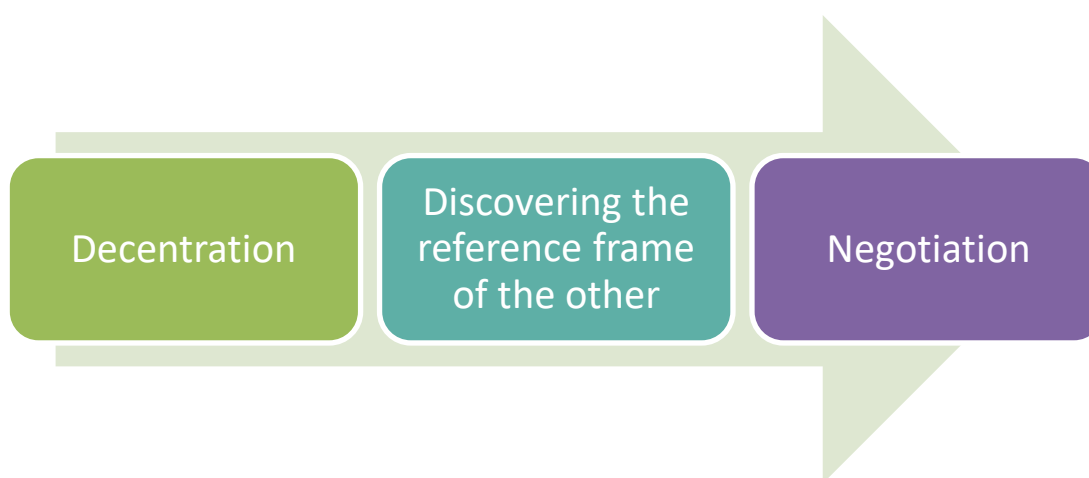 Decentration
Discovering the
reference frame
of the other
Negotiation